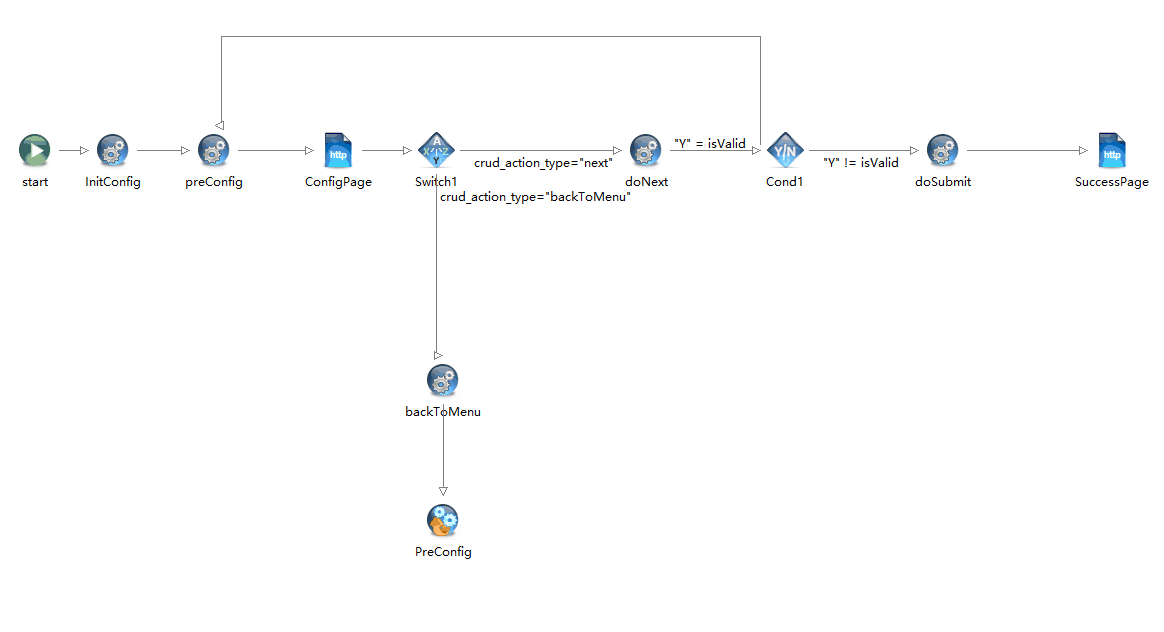 "Y" = isValid
crud_action_type="next"
"Y" != isValid
http
A
X
Z
Y
Y/N
http
start
InitConfig
preConfig
ConfigPage
Switch1
doNext
Cond1
doSubmit
SuccessPage
crud_action_type="backToMenu"
backToMenu
PreConfig